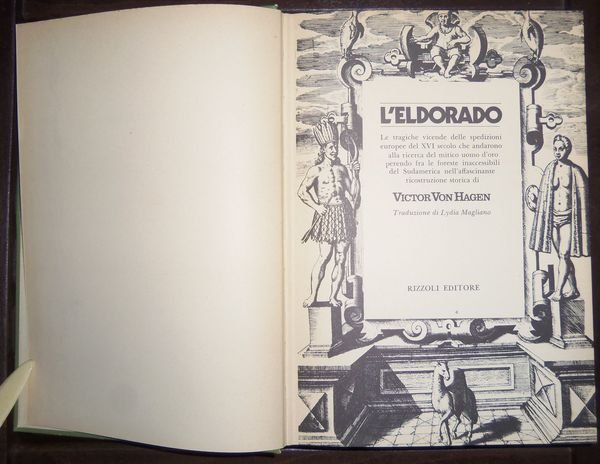 L'ELDORADO
Le tragiche vicende delle spedizioni
europee del XVI secolo che andarono
alla ricerca del mitico uomo d'oro
perendo fra le foreste inaccessibili
del Sudamerica nell'affascinante
ricostruzione storica di
VICTOR VON HAGEN
Traduzione di Lydia Magliano
RIZZOLI EDITORE